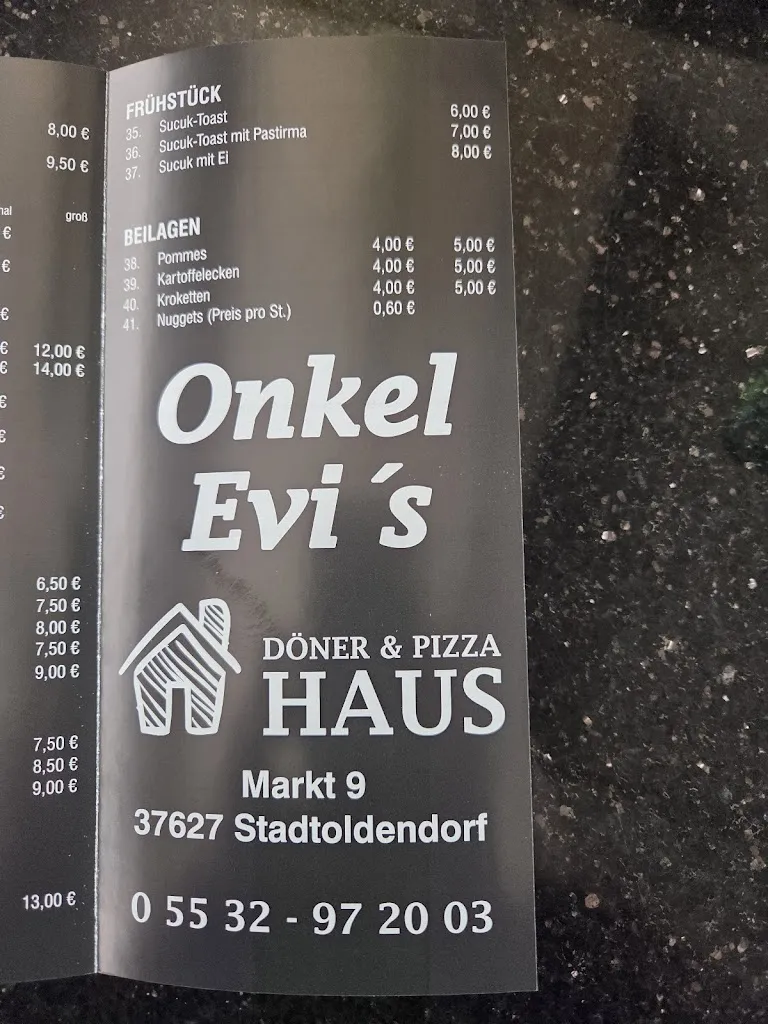 8,00 €
9,50 €
groß
€
€
€
€ 12,00 €
€ 14,00 €
€
€
€
€
6,50 €
7,50 €
8,00 €
7,50 €
9,00 €
7,50 €
8,50 €
9,00 €
13,00 €
FRÜHSTÜCK
35. Sucuk-Toast 6,00 €
36. Sucuk-Toast mit Pastirma 7,00 €
37. Sucuk mit Ei 8,00 €
BEILAGEN
38. Pommes 4,00 € 5,00 €
39. Kartoffelecken 4,00 € 5,00 €
40. Kroketten 4,00 € 5,00 €
41. Nuggets (Preis pro St.) 0,60 €
Onkel
Evi´s
DÖNER & PIZZA
HAUS
Markt 9
37627 Stadtoldendorf
0 55 32 - 97 20 03